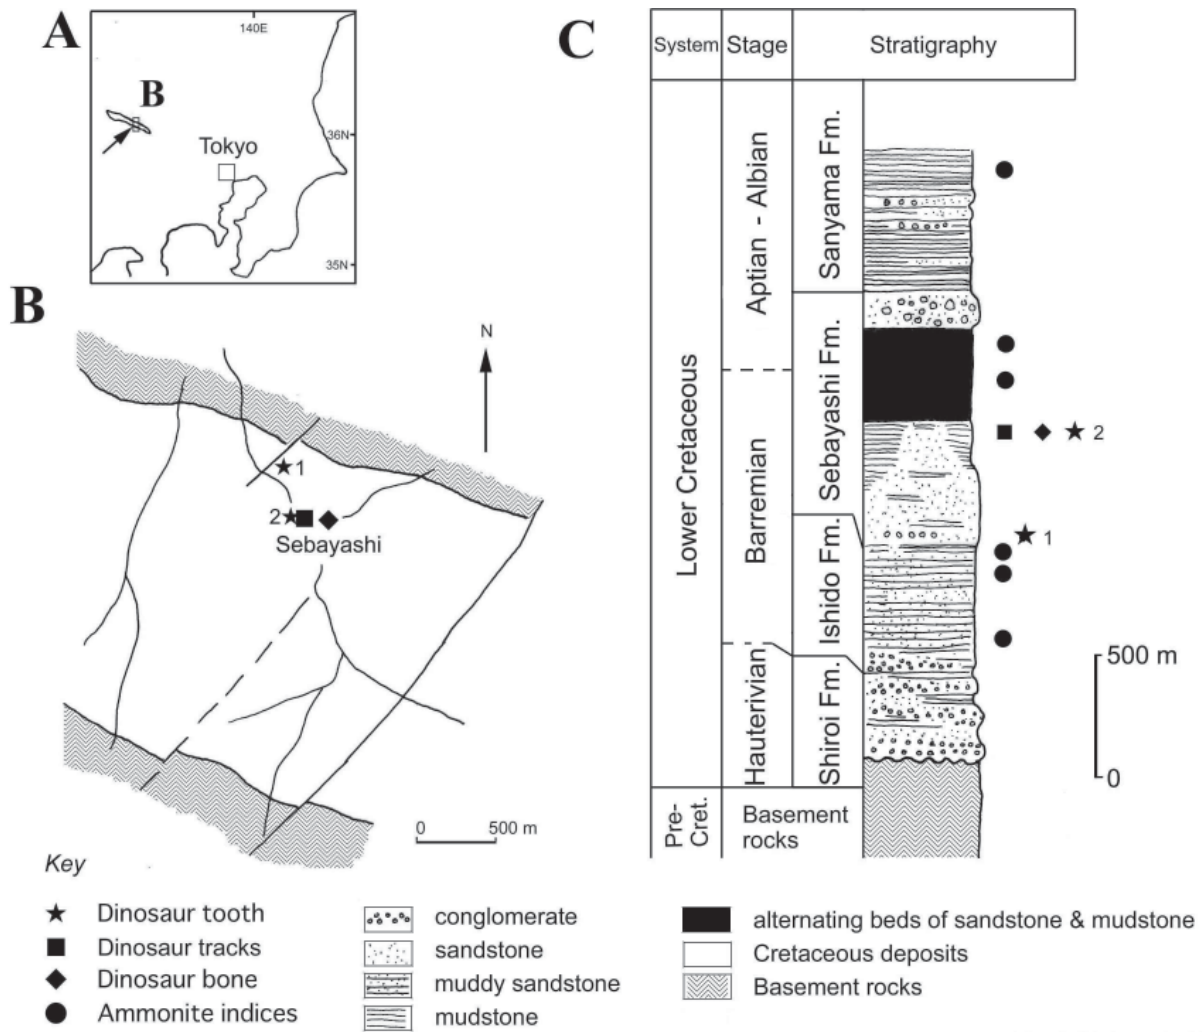 A
140E
B
36N
Tokyo
35N
B
N
1
2
Sebayashi
0 500 m
C
System Stage Stratigraphy
Lower Cretaceous
Pre-
Cret.
Aptian - Albian
Barremian
Hauterivian
Basement
rocks
Sanyama Fm.
Sebayashi Fm.
Ishido Fm.
Shiroi Fm.
2
1
500 m
0
Key
Dinosaur tooth
Dinosaur tracks
Dinosaur bone
Ammonite indices
conglomerate
sandstone
muddy sandstone
mudstone
alternating beds of sandstone & mudstone
Cretaceous deposits
Basement rocks